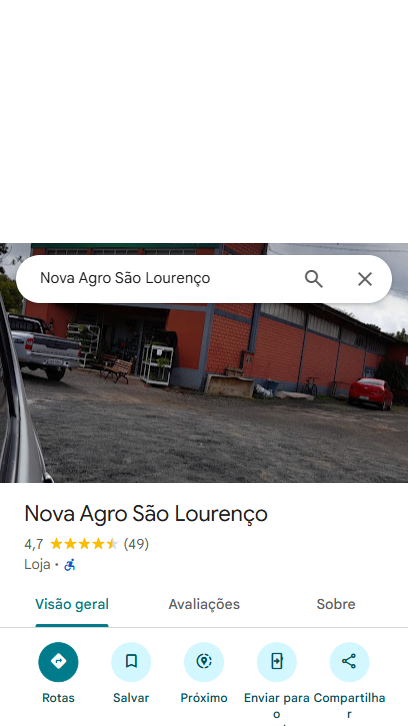 Nova Agro São Lourenço
Nova Agro São Lourenço
4,7 (49)
Loja ·
Visão geral Avaliações Sobre
Rotas Salvar Próximo Enviar para o Compartilhar